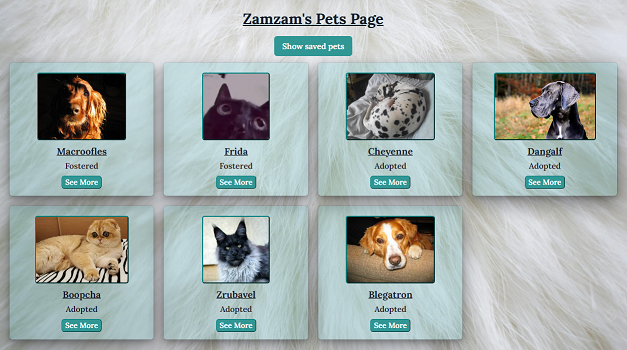 Zamzam's Pets Page
Show saved pets
Macroofles
Fostered
See More
Frida
Fostered
See More
Cheyenne
Adopted
See More
Dangalf
Adopted
See More
Boopcha
Adopted
See More
Zrubavel
Adopted
See More
Blegatron
Adopted
See More